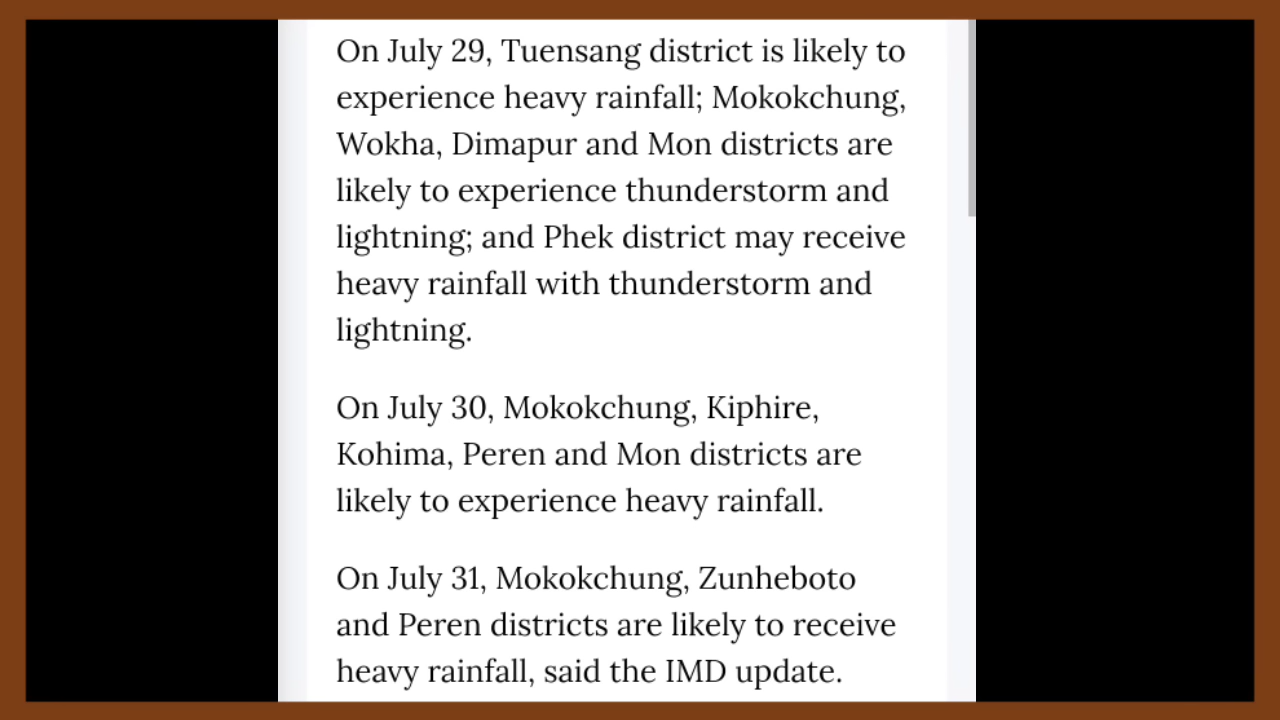 On July 29, Tuensang district is likely to
experience heavy rainfall; Mokokchung,
Wokha, Dimapur and Mon districts are
likely to experience thunderstorm and
lightning; and Phek district may receive
heavy rainfall with thunderstorm and
lightning.
On July 30, Mokokchung, Kiphire,
Kohima, Peren and Mon districts are
likely to experience heavy rainfall.
On July 31, Mokokchung, Zunheboto
and Peren districts are likely to receive
heavy rainfall, said the IMD update.